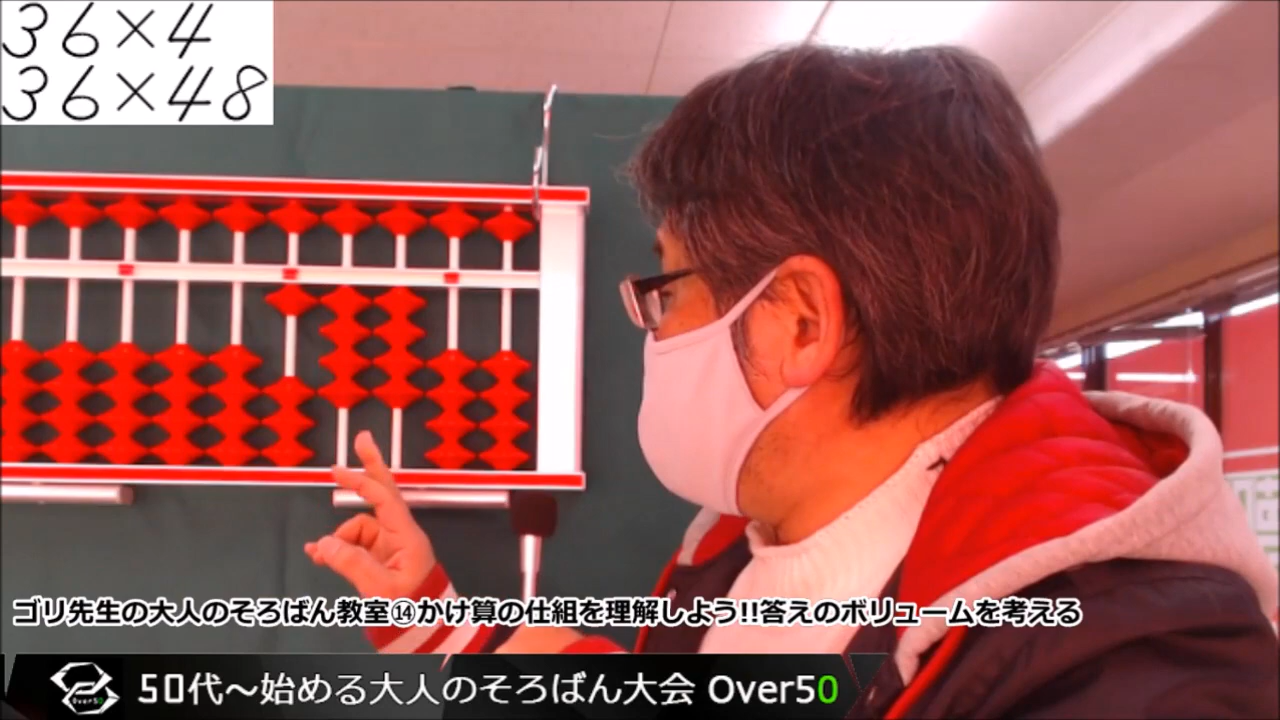 36×4
36×48
ゴリ先生の大人のそろばん教室⑭かけ算の仕組を理解しよう!!答えのボリュームを考える
Over50
50代～始める大人のそろばん大会 Over50